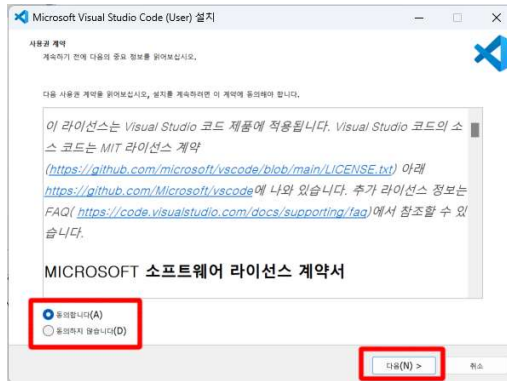 Microsoft Visual Studio Code (User) 설치
사용권 계약
계속하기 전에 다음의 중요 정보를 읽어보십시오.
다음 사용권 계약을 읽어보십시오, 설치를 계속하려면 이 계약에 동의해야 합니다.
이 라이선스는 Visual Studio 코드 제품에 적용됩니다. Visual Studio 코드의 소
스 코드는 MIT 라이선스 계약
(https://github.com/microsoft/vscode/blob/main/LICENSE.txt) 아래
https://github.com/Microsoft/vscode에 나와 있습니다. 추가 라이선스 정보는
FAQ( https://code.visualstudio.com/docs/supporting/faq)에서 참조할 수 있
습니다.
MICROSOFT 소프트웨어 라이선스 계약서
동의합니다(A)
동의하지 않습니다(D)
다음(N) >
취소